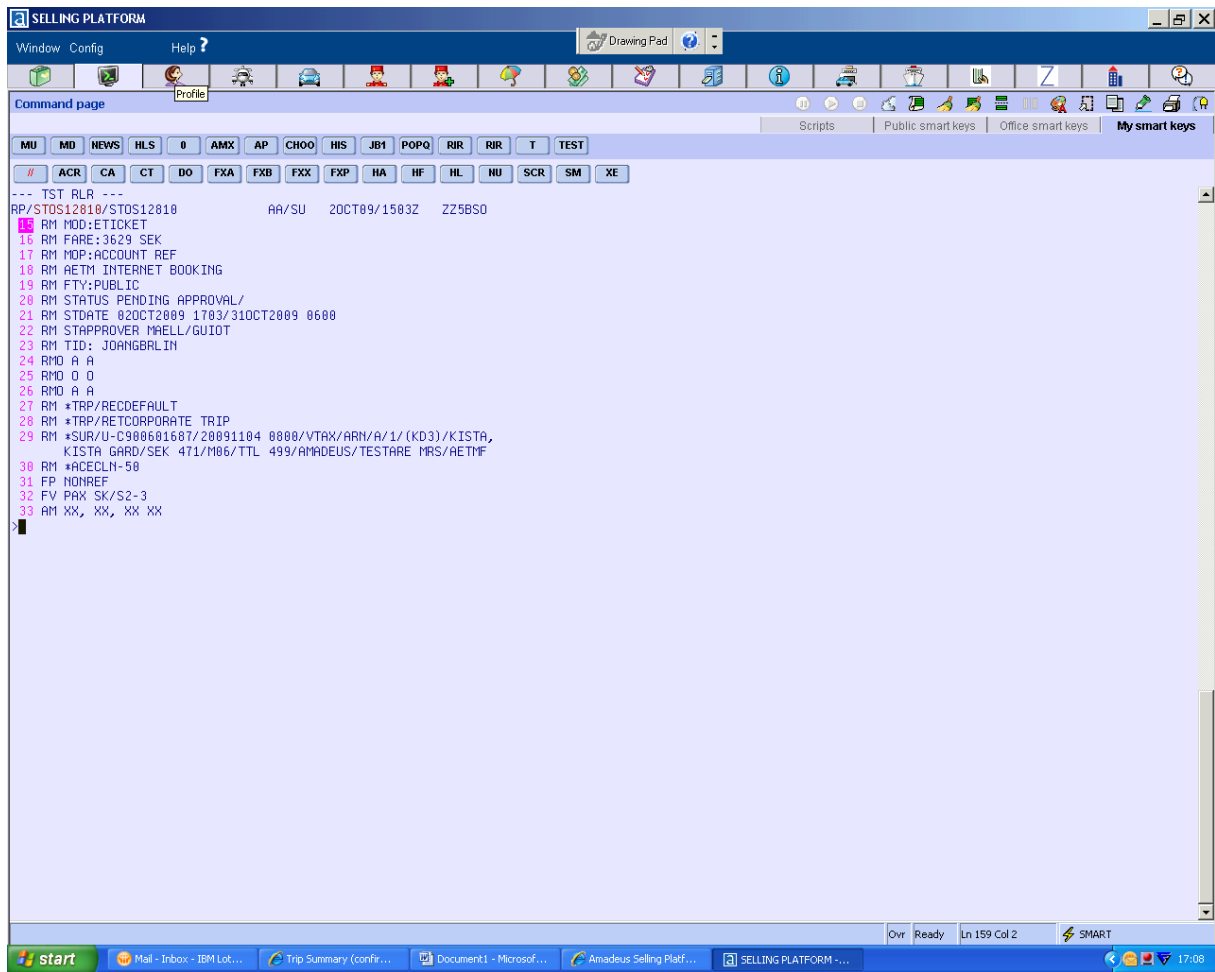 SELLING PLATFORM
Window Config Help ?
Drawing Pad
Profile
Command page
Scripts Public smart keys Office smart keys My smart keys
MU MD NEWS HLS 0 AMX AP CHOO HIS JB1 POPQ RIR RIR T TEST
// ACR CA CT DO FXA FXB FXX FXP HA HF HL NU SCR SM XE
--- TST RLR ---
RP/STOS12810/STOS12810 AA/SU 2OCT09/1503Z ZZ5BSO
15 RM MOD:ETICKET
16 RM FARE:3629 SEK
17 RM MOP:ACCOUNT REF
18 RM AETM INTERNET BOOKING
19 RM FTY:PUBLIC
20 RM STATUS PENDING APPROVAL/
21 RM STDATE 02OCT2009 1703/31OCT2009 0600
22 RM STAPPROVER MAELL/GUIOT
23 RM TID: JOANGBRLIN
24 RMO A A
25 RMO O O
26 RMO A A
27 RM *TRP/RECDEFAULT
28 RM *TRP/RETCORPORATE TRIP
29 RM *SUR/U-C900601687/20091104 0800/VTAX/ARN/A/1/(KD3)/KISTA,
KISTA GARD/SEK 471/M06/TTL 499/AMADEUS/TESTARE MRS/AETMF
30 RM *ACECLN-50
31 FP NONREF
32 FV PAX SK/S2-3
33 AM XX, XX, XX XX
>
Ovr Ready Ln 159 Col 2 SMART
start Mail - Inbox - IBM Lot... Trip Summary (confir... Document1 - Microsof... Amadeus Selling Platf... SELLING PLATFORM -... 17:08